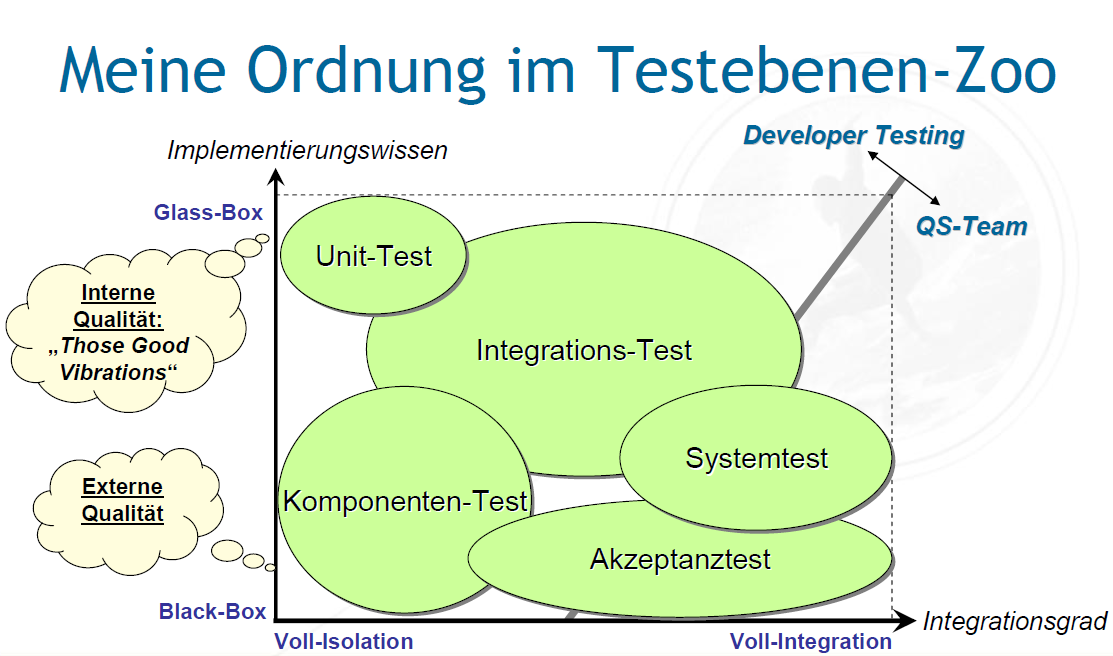 Meine Ordnung im Testebenen-Zoo
Developer Testing
Implementierungswissen
Glass-Box
QS-Team
Unit-Test
Interne
Qualität:
„Those Good
Vibrations“
Integrations-Test
Systemtest
Externe
Qualität
Komponenten-Test
Akzeptanztest
Black-Box
Integrationsgrad
Voll-Isolation
Voll-Integration